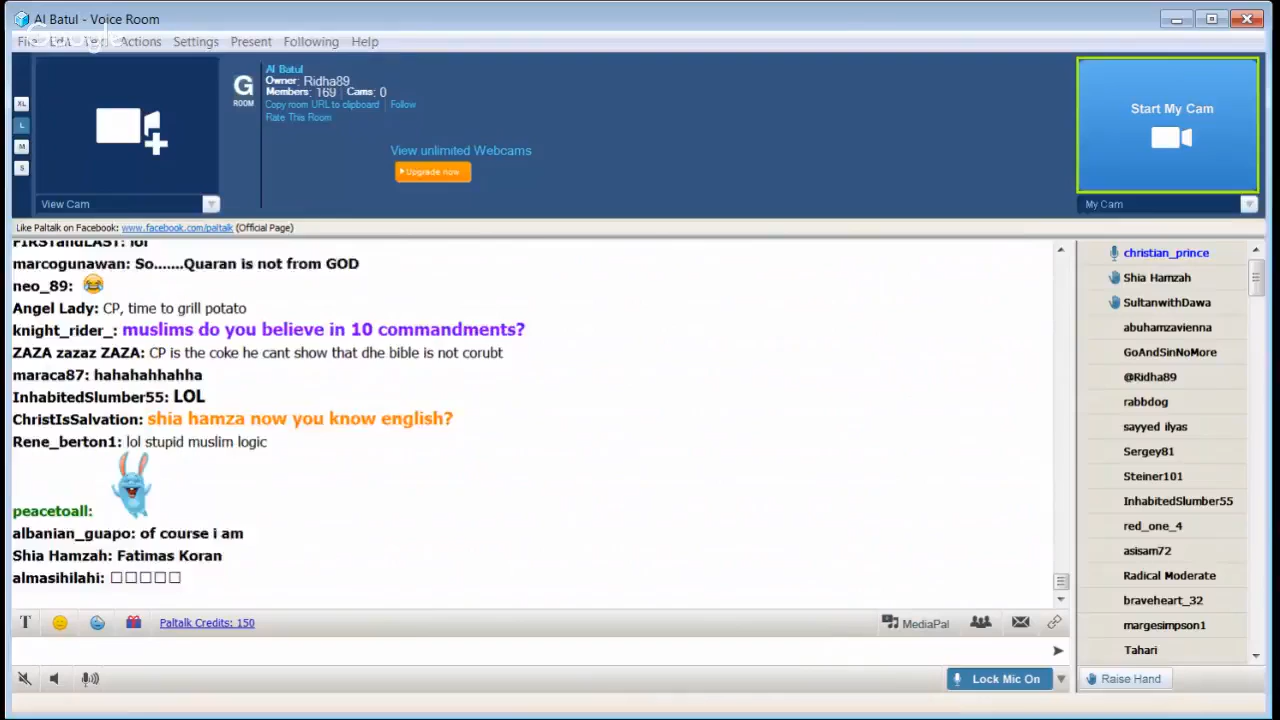 Al Batul - Voice Room
Google
File Edit View Actions Settings Present Following Help
XL
L
M
S
View Cam
G
ROOM
Al Batul
Owner: Ridha89
Members: 169 Cams: 0
Copy room URL to clipboard Follow
Rate This Room
View unlimited Webcams
Upgrade now
Start My Cam
My Cam
Like Paltalk on Facebook: www.facebook.com/paltalk (Official Page)
FIRSTandLAST: lol
marcogunawan: So.......Quaran is not from GOD
neo_89:
Angel Lady: CP, time to grill potato
knight_rider_: muslims do you believe in 10 commandments?
ZAZA zazaz ZAZA: CP is the coke he cant show that dhe bible is not corubt
maraca87: hahahahhahha
InhabitedSlumber55: LOL
ChristIsSalvation: shia hamza now you know english?
Rene_berton1: lol stupid muslim logic
peacetoall:
albanian_guapo: of course i am
Shia Hamzah: Fatimas Koran
almasihilahi: □□□□□
christian_prince
Shia Hamzah
SultanwithDawa
abuhamzavienna
GoAndSinNoMore
@Ridha89
rabbdog
sayyed ilyas
Sergey81
Steiner101
InhabitedSlumber55
red_one_4
asisam72
Radical Moderate
braveheart_32
margesimpson1
Tahari
T
Paltalk Credits: 150
MediaPal
Lock Mic On
Raise Hand